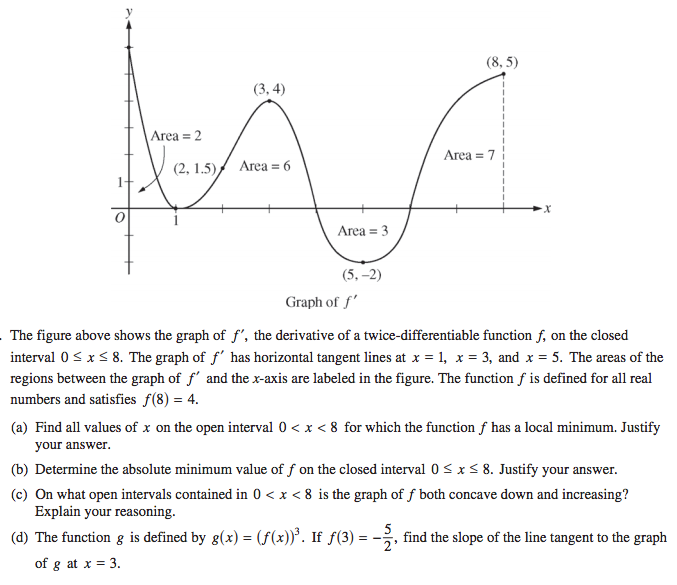 y
(8, 5)
(3, 4)
Area = 2
Area = 7
(2, 1.5)
Area = 6
1
x
O
1
Area = 3
(5, –2)
Graph of f′
. The figure above shows the graph of f′, the derivative of a twice-differentiable function f, on the closed
interval 0 ≤ x ≤ 8. The graph of f′ has horizontal tangent lines at x = 1, x = 3, and x = 5. The areas of the
regions between the graph of f′ and the x-axis are labeled in the figure. The function f is defined for all real
numbers and satisfies f(8) = 4.
(a) Find all values of x on the open interval 0 < x < 8 for which the function f has a local minimum. Justify
your answer.
(b) Determine the absolute minimum value of f on the closed interval 0 ≤ x ≤ 8. Justify your answer.
(c) On what open intervals contained in 0 < x < 8 is the graph of f both concave down and increasing?
Explain your reasoning.
(d) The function g is defined by g(x) = (f(x))³. If f(3) = −5/2, find the slope of the line tangent to the graph
of g at x = 3.